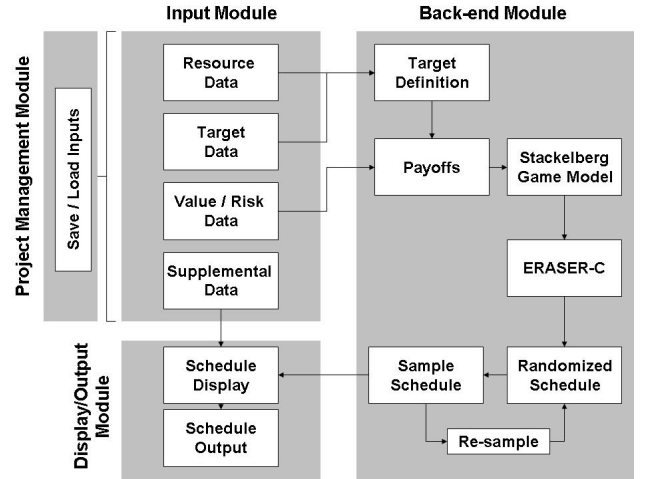 Input Module
Back-end Module
Project Management Module
Save / Load Inputs
Resource
Data
Target
Data
Value / Risk
Data
Supplemental
Data
Target
Definition
Payoffs
Stackelberg
Game Model
ERASER-C
Display/Output
Module
Schedule
Display
Schedule
Output
Sample
Schedule
Randomized
Schedule
Re-sample